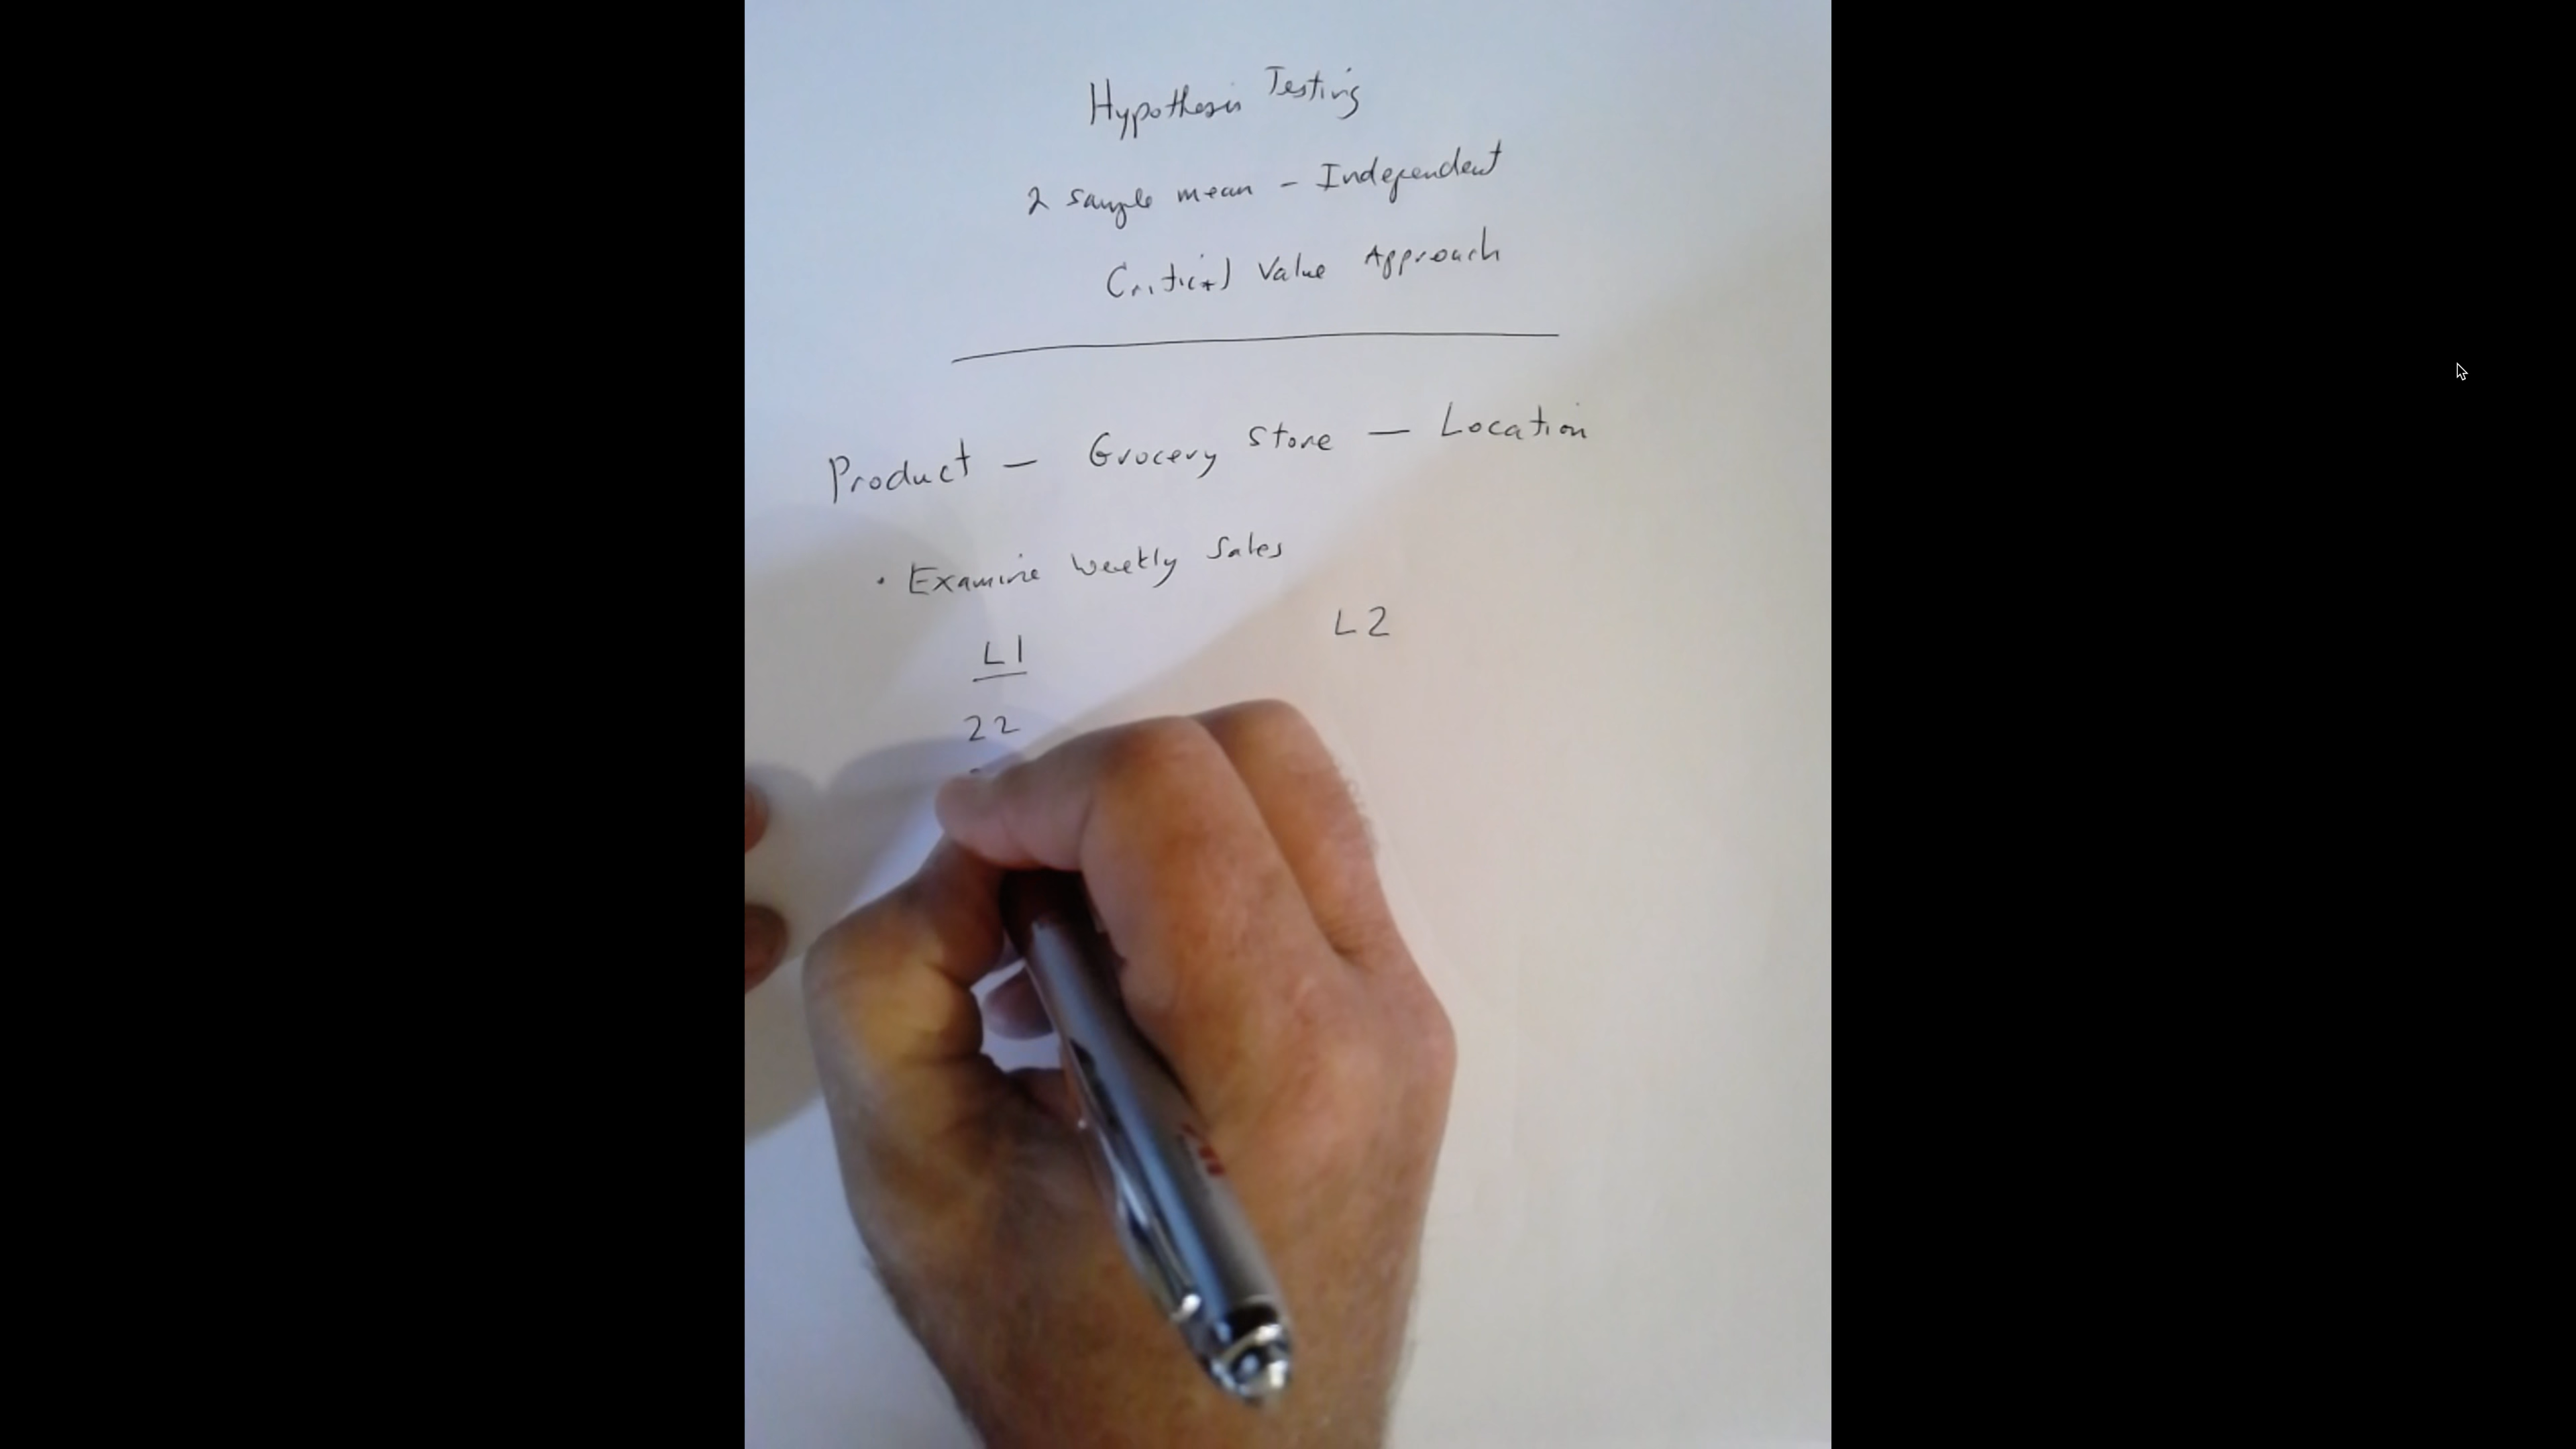 Hypothesis Testing
2 sample mean - Independent
Critical Value Approach
Product — Grocery Store — Location
• Examine Weekly Sales
L1 L2
22